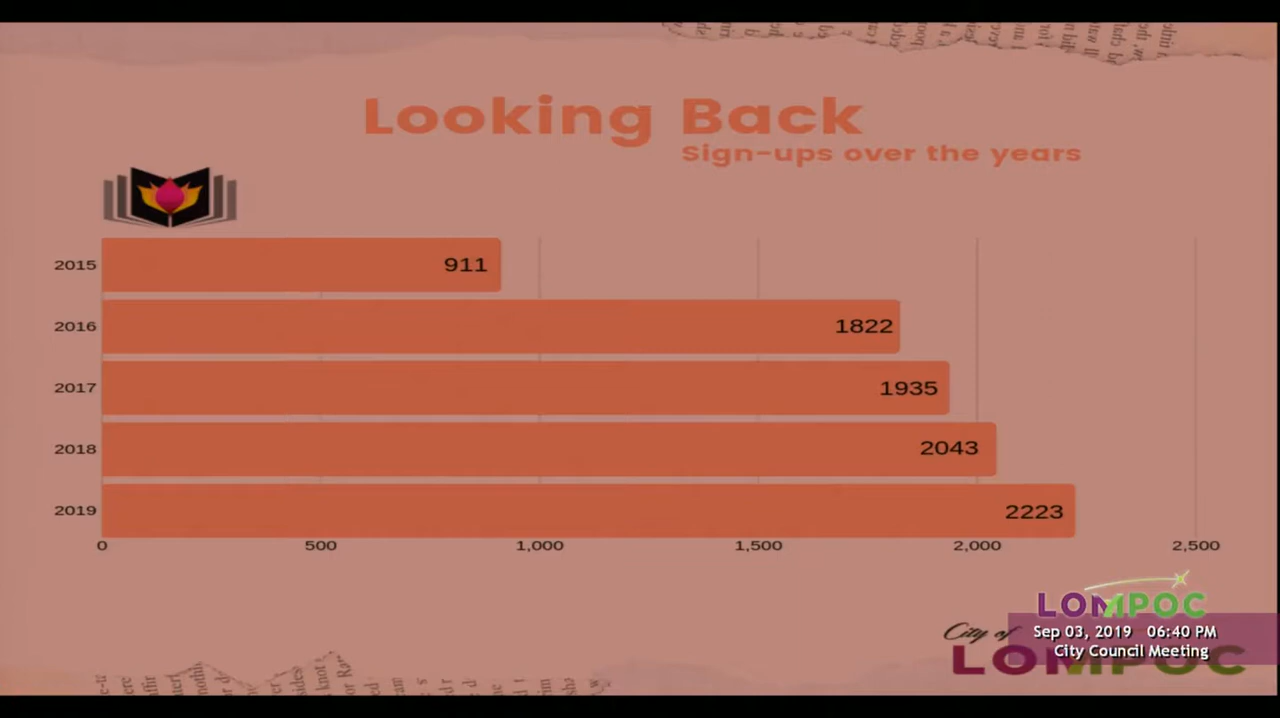 Looking Back
Sign-ups over the years
2015 911
2016 1822
2017 1935
2018 2043
2019 2223
0 500 1,000 1,500 2,000 2,500
LOMPOC
City of
Sep 03, 2019 06:40 PM
City Council Meeting
LOMPOC